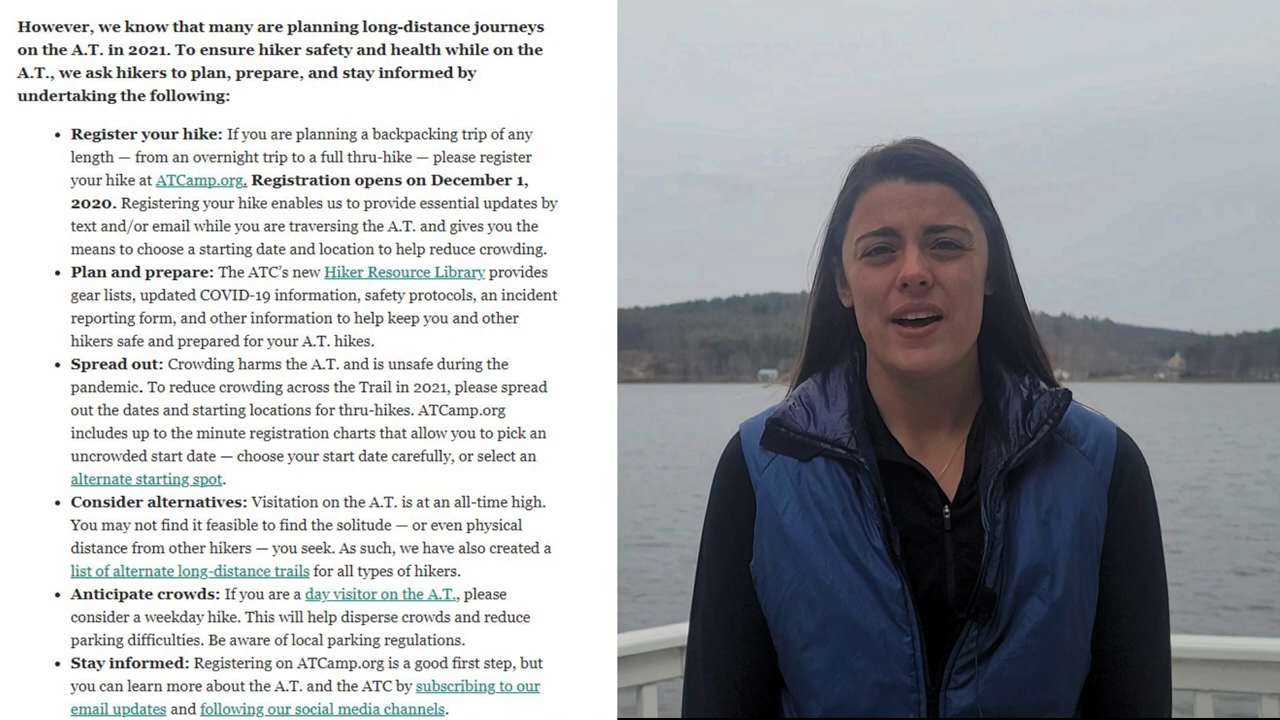 However, we know that many are planning long-distance journeys
on the A.T. in 2021. To ensure hiker safety and health while on the
A.T., we ask hikers to plan, prepare, and stay informed by
undertaking the following:
• Register your hike: If you are planning a backpacking trip of any
length — from an overnight trip to a full thru-hike — please register
your hike at ATCamp.org. Registration opens on December 1,
2020. Registering your hike enables us to provide essential updates by
text and/or email while you are traversing the A.T. and gives you the
means to choose a starting date and location to help reduce crowding.
• Plan and prepare: The ATC’s new Hiker Resource Library provides
gear lists, updated COVID-19 information, safety protocols, an incident
reporting form, and other information to help keep you and other
hikers safe and prepared for your A.T. hikes.
• Spread out: Crowding harms the A.T. and is unsafe during the
pandemic. To reduce crowding across the Trail in 2021, please spread
out the dates and starting locations for thru-hikes. ATCamp.org
includes up to the minute registration charts that allow you to pick an
uncrowded start date — choose your start date carefully, or select an
alternate starting spot.
• Consider alternatives: Visitation on the A.T. is at an all-time high.
You may not find it feasible to find the solitude — or even physical
distance from other hikers — you seek. As such, we have also created a
list of alternate long-distance trails for all types of hikers.
• Anticipate crowds: If you are a day visitor on the A.T., please
consider a weekday hike. This will help disperse crowds and reduce
parking difficulties. Be aware of local parking regulations.
• Stay informed: Registering on ATCamp.org is a good first step, but
you can learn more about the A.T. and the ATC by subscribing to our
email updates and following our social media channels.